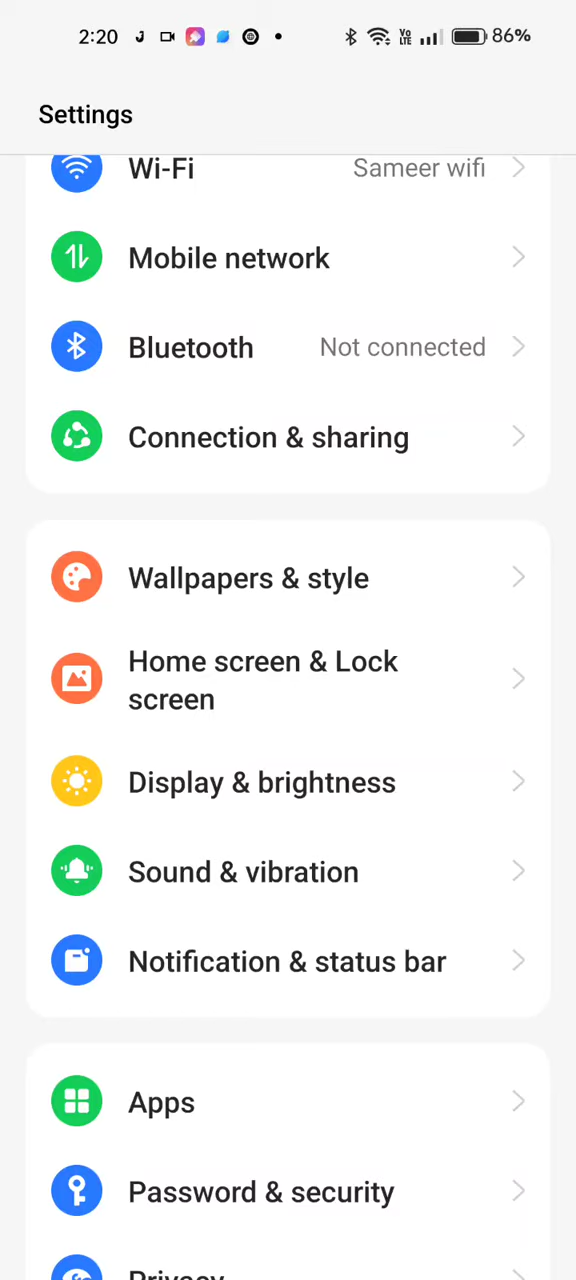 2:20 86%
Settings
Wi-Fi Sameer wifi
Mobile network
Bluetooth Not connected
Connection & sharing
Wallpapers & style
Home screen & Lock
screen
Display & brightness
Sound & vibration
Notification & status bar
Apps
Password & security
Privacy